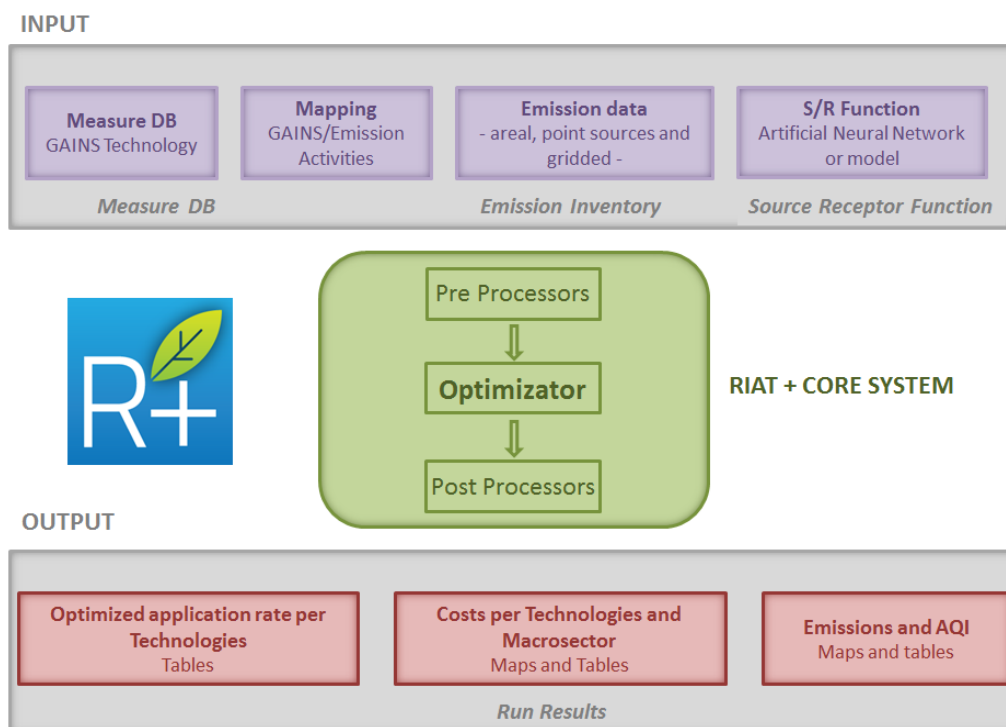 INPUT
Measure DB
GAINS Technology
Mapping
GAINS/Emission
Activities
Emission data
- areal, point sources and
gridded -
S/R Function
Artificial Neural Network
or model
Measure DB
Emission Inventory
Source Receptor Function
R+
Pre Processors
Optimizator
Post Processors
RIAT + CORE SYSTEM
OUTPUT
Optimized application rate per
Technologies
Tables
Costs per Technologies and
Macrosector
Maps and Tables
Emissions and AQI
Maps and tables
Run Results